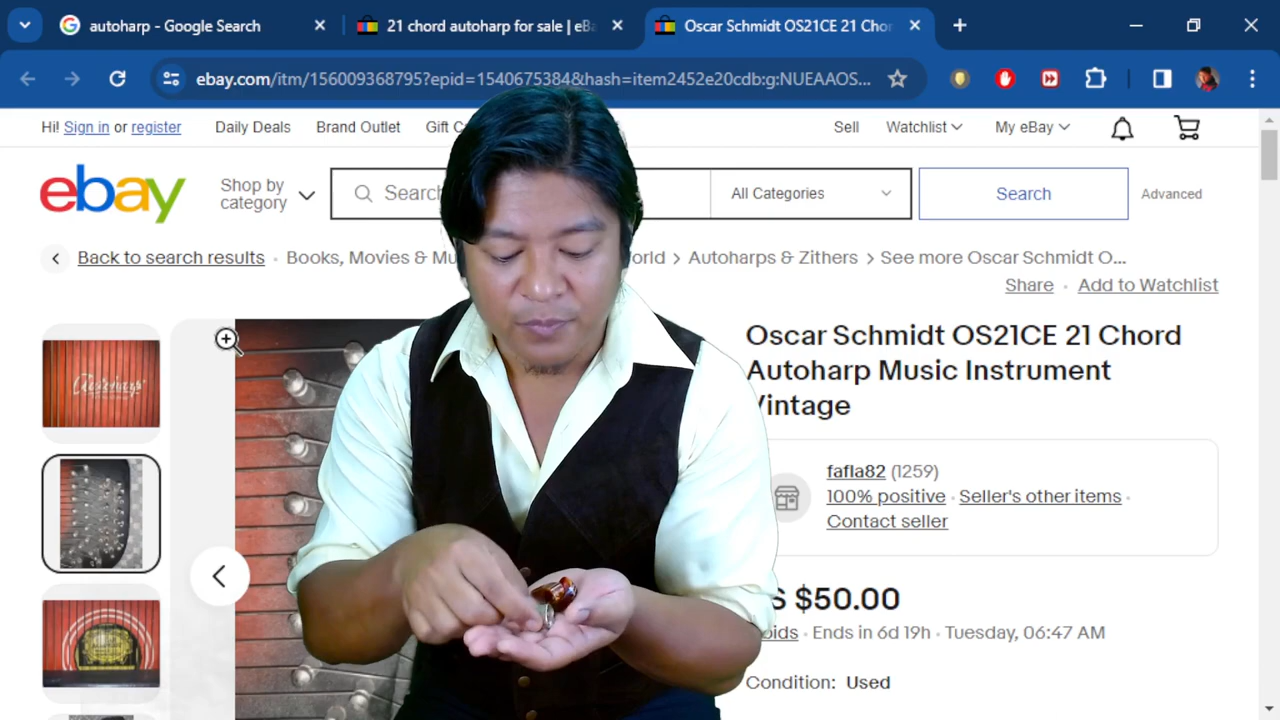 autoharp - Google Search
21 chord autoharp for sale | eBa
Oscar Schmidt OS21CE 21 Chor
ebay.com/itm/156009368795?epid=1540675384&hash=item2452e20cdb:g:NUEAAOS...
Hi! Sign in or register
Daily Deals
Brand Outlet
Gift C
Sell
Watchlist
My eBay
ebay
Shop by
category
Search
All Categories
Search
Advanced
Back to search results
Books, Movies & Mu
orld > Autoharps & Zithers > See more Oscar Schmidt O...
Share
Add to Watchlist
Autoharp
Oscar Schmidt OS21CE 21 Chord
Autoharp Music Instrument
Vintage
fafla82 (1259)
100% positive · Seller's other items ·
Contact seller
S $50.00
oids · Ends in 6d 19h · Tuesday, 06:47 AM
Condition: Used